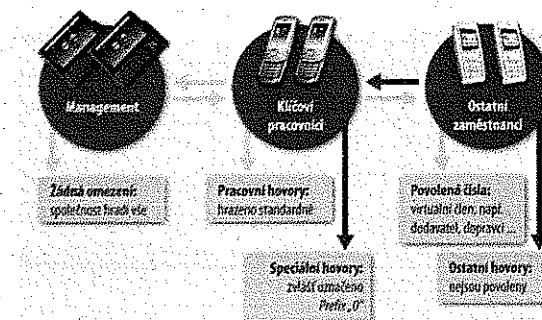 Management
Klíčoví
pracovníci
Ostatní
zaměstnanci
Žádná omezení:
společnost hradí vše
Pracovní hovory:
hrazeno standardně
Povolená čísla:
virtuální člen, např.
dodavatel, dopravci ...
Speciální hovory:
zvlášť označeno
Prefix „0"
Ostatní hovory:
nejsou povoleny